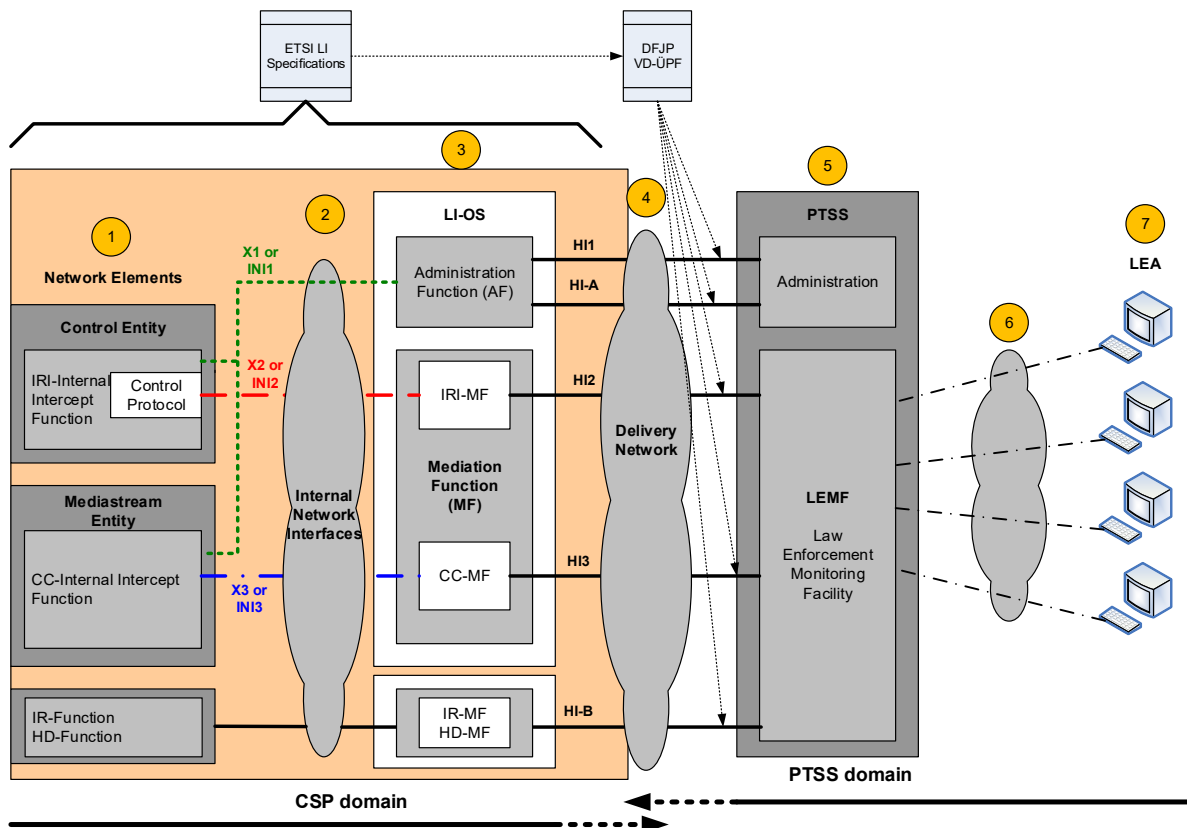 ETSI LI
Specifications
DFJP
VD-ÜPF
3
5
4
2
7
1
LI-OS
PTSS
LEA
X1 or
INI1
HI1
Network Elements
Administration
Function (AF)
HI-A
Administration
6
Control Entity
IRI-Internal
Intercept
Function
Control
Protocol
X2 or
INI2
IRI-MF
HI2
Delivery
Network
Mediation
Function
(MF)
Mediastream
Entity
Internal
Network
Interfaces
LEMF
Law
Enforcement
Monitoring
Facility
CC-Internal Intercept
Function
X3 or
INI3
CC-MF
HI3
IR-Function
HD-Function
IR-MF
HD-MF
HI-B
PTSS domain
CSP domain